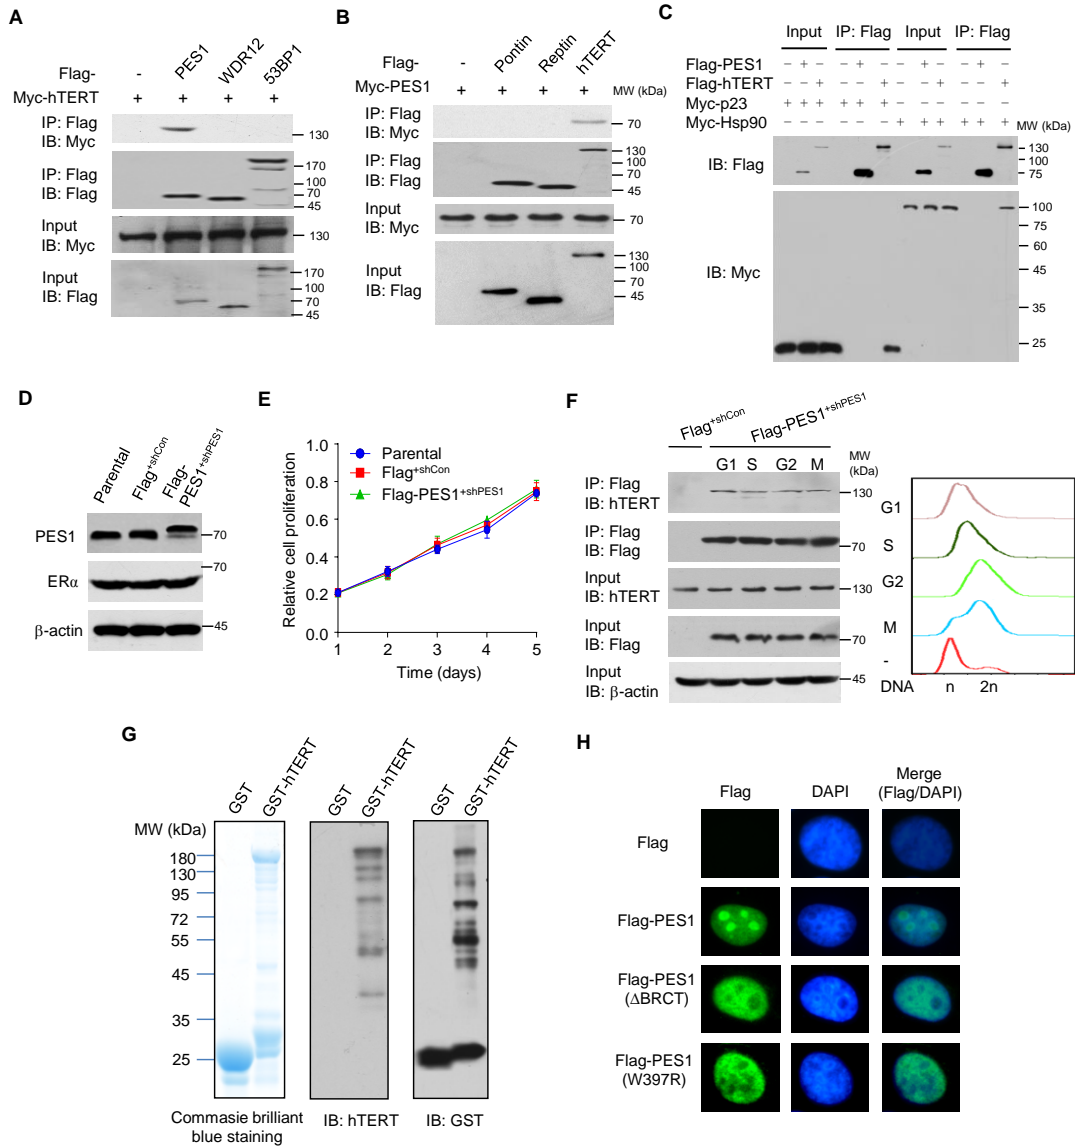 A
Flag-
-
PES1
WDR12
53BP1
Myc-hTERT
+ + + +
IP: Flag
IB: Myc
130
IP: Flag
IB: Flag
170
100
70
45
Input
IB: Myc
130
Input
IB: Flag
170
100
70
45
B
Flag-
-
Pontin
Reptin
hTERT
Myc-PES1
+ + + +
MW (kDa)
IP: Flag
IB: Myc
70
IP: Flag
IB: Flag
130
100
70
45
Input
IB: Myc
70
Input
IB: Flag
130
100
70
45
C
Input IP: Flag Input IP: Flag
Flag-PES1 − + − − + − − + − − + −
Flag-hTERT − − + − − + − − + − − +
Myc-p23 + + + + + + − − − − − −
Myc-Hsp90 − − − − − − + + + + + +
MW (kDa)
IB: Flag
130
100
75
IB: Myc
100
75
60
45
35
25
D
Parental
Flag+shCon
Flag-
PES1+shPES1
PES1
70
70
ERα
β-actin
45
E
Relative cell proliferation
1.0
0.8
0.6
0.4
0.2
0.0
Parental
Flag+shCon
Flag-PES1+shPES1
1 2 3 4 5
Time (days)
F
Flag+shCon
Flag-PES1+shPES1
G1 S G2 M
MW
(kDa)
IP: Flag
IB: hTERT
130
IP: Flag
IB: Flag
70
Input
IB: hTERT
130
Input
IB: Flag
70
Input
IB: β-actin
45
G1
S
G2
M
-
DNA n 2n
G
GST
GST-hTERT
GST
GST-hTERT
GST
GST-hTERT
MW (kDa)
180
130
95
72
55
45
35
25
Commasie brilliant
blue staining
IB: hTERT
IB: GST
H
Flag DAPI Merge
(Flag/DAPI)
Flag
Flag-PES1
Flag-PES1
(ΔBRCT)
Flag-PES1
(W397R)